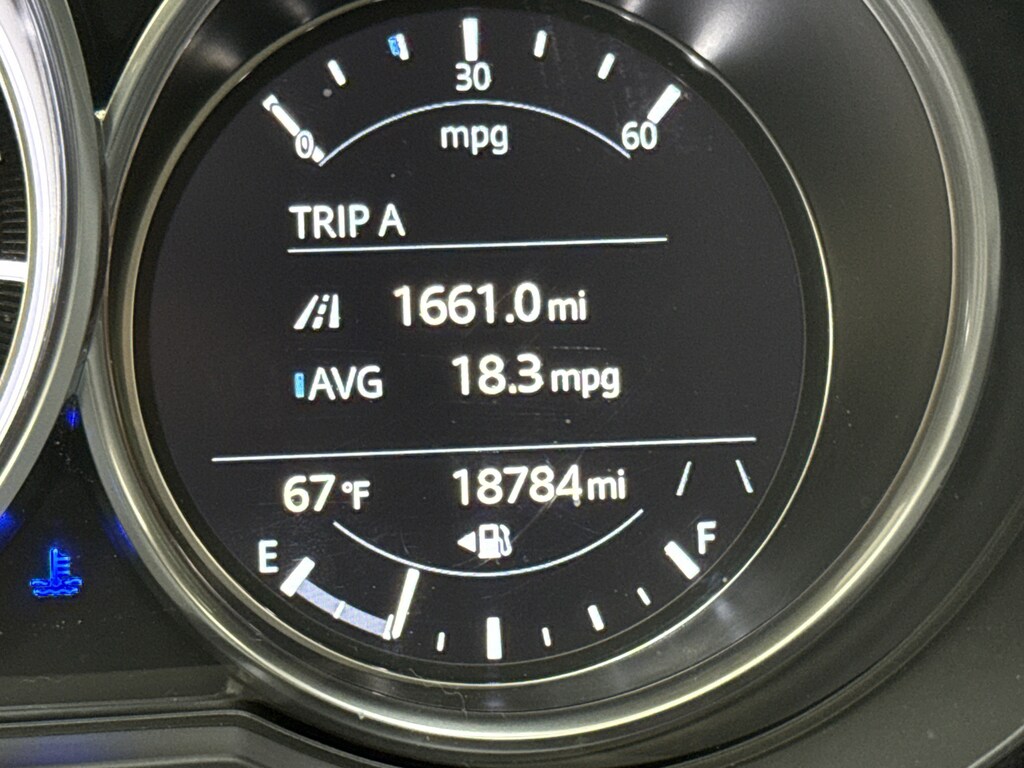 30
0 mpg 60
TRIP A
1661.0 mi
AVG 18.3 mpg
67 °F 18784 mi
E F